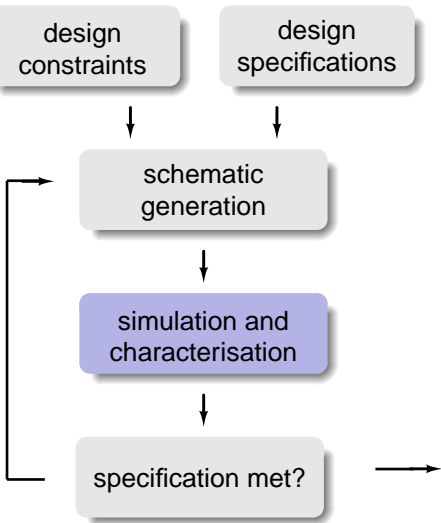 design
constraints
design
specifications
schematic
generation
simulation and
characterisation
specification met?